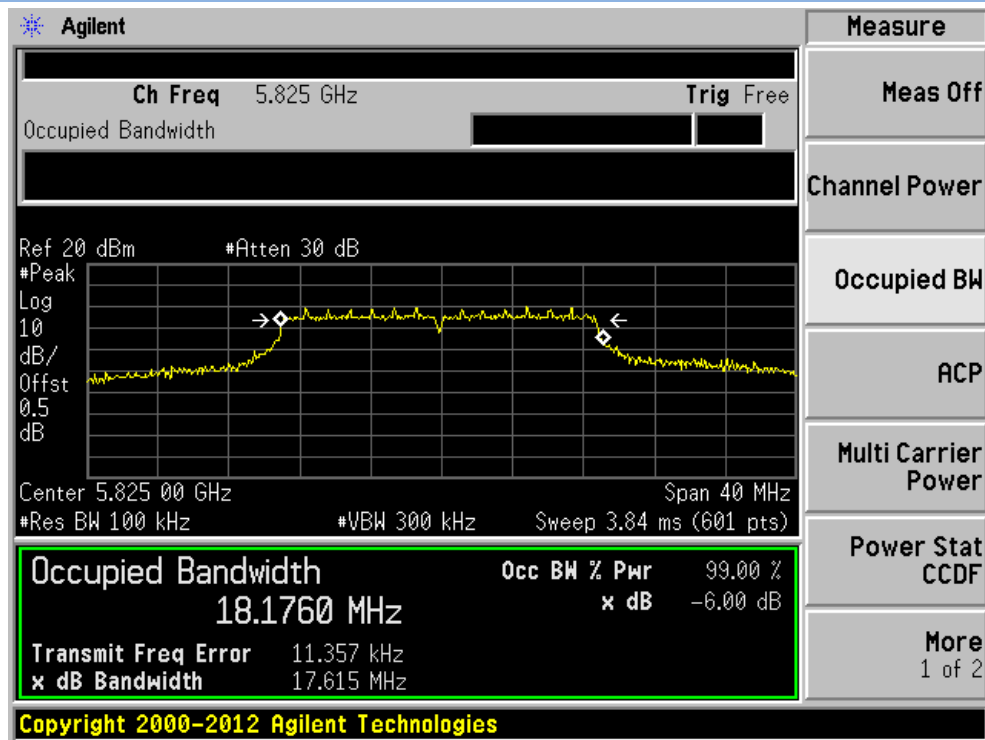 Agilent
Measure
Ch Freq 5.825 GHz Trig Free
Occupied Bandwidth
Meas Off
Channel Power
Occupied BW
ACP
Multi Carrier
Power
Power Stat
CCDF
More
1 of 2
Ref 20 dBm #Atten 30 dB
#Peak
Log
10
dB/
Offst
0.5
dB
Center 5.825 00 GHz Span 40 MHz
#Res BW 100 kHz #VBW 300 kHz Sweep 3.84 ms (601 pts)
Occupied Bandwidth Occ BW % Pwr 99.00 %
18.1760 MHz x dB -6.00 dB
Transmit Freq Error 11.357 kHz
x dB Bandwidth 17.615 MHz
Copyright 2000-2012 Agilent Technologies